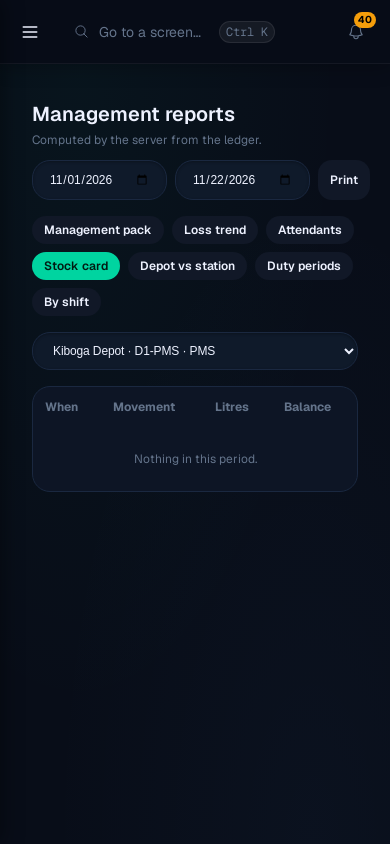 Go to a screen... Ctrl K 40
Management reports
Computed by the server from the ledger.
11/01/2026 11/22/2026 Print
Management pack Loss trend Attendants
Stock card Depot vs station Duty periods
By shift
Kiboga Depot · D1-PMS · PMS
When Movement Litres Balance
Nothing in this period.